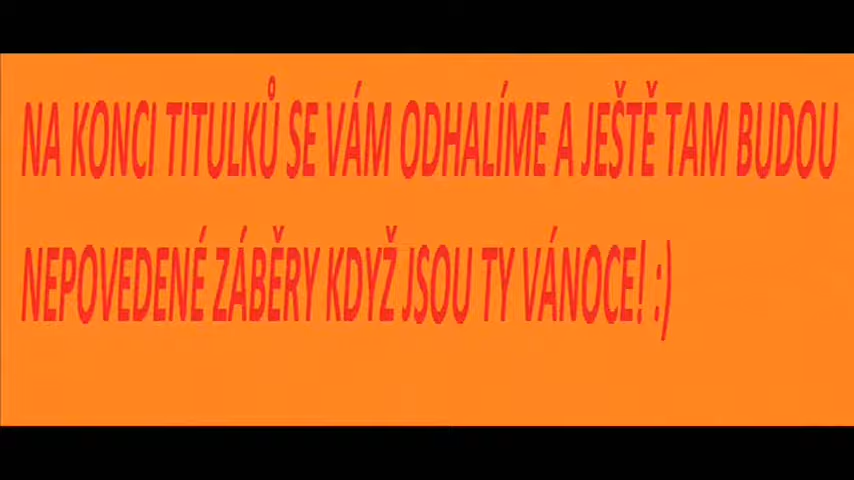 NA KONCI TITULKŮ SE VÁM ODHALÍME A JEŠTĚ TAM BUDOU
NEPOVEDENÉ ZÁBĚRY KDYŽ JSOU TY VÁNOCE! :)